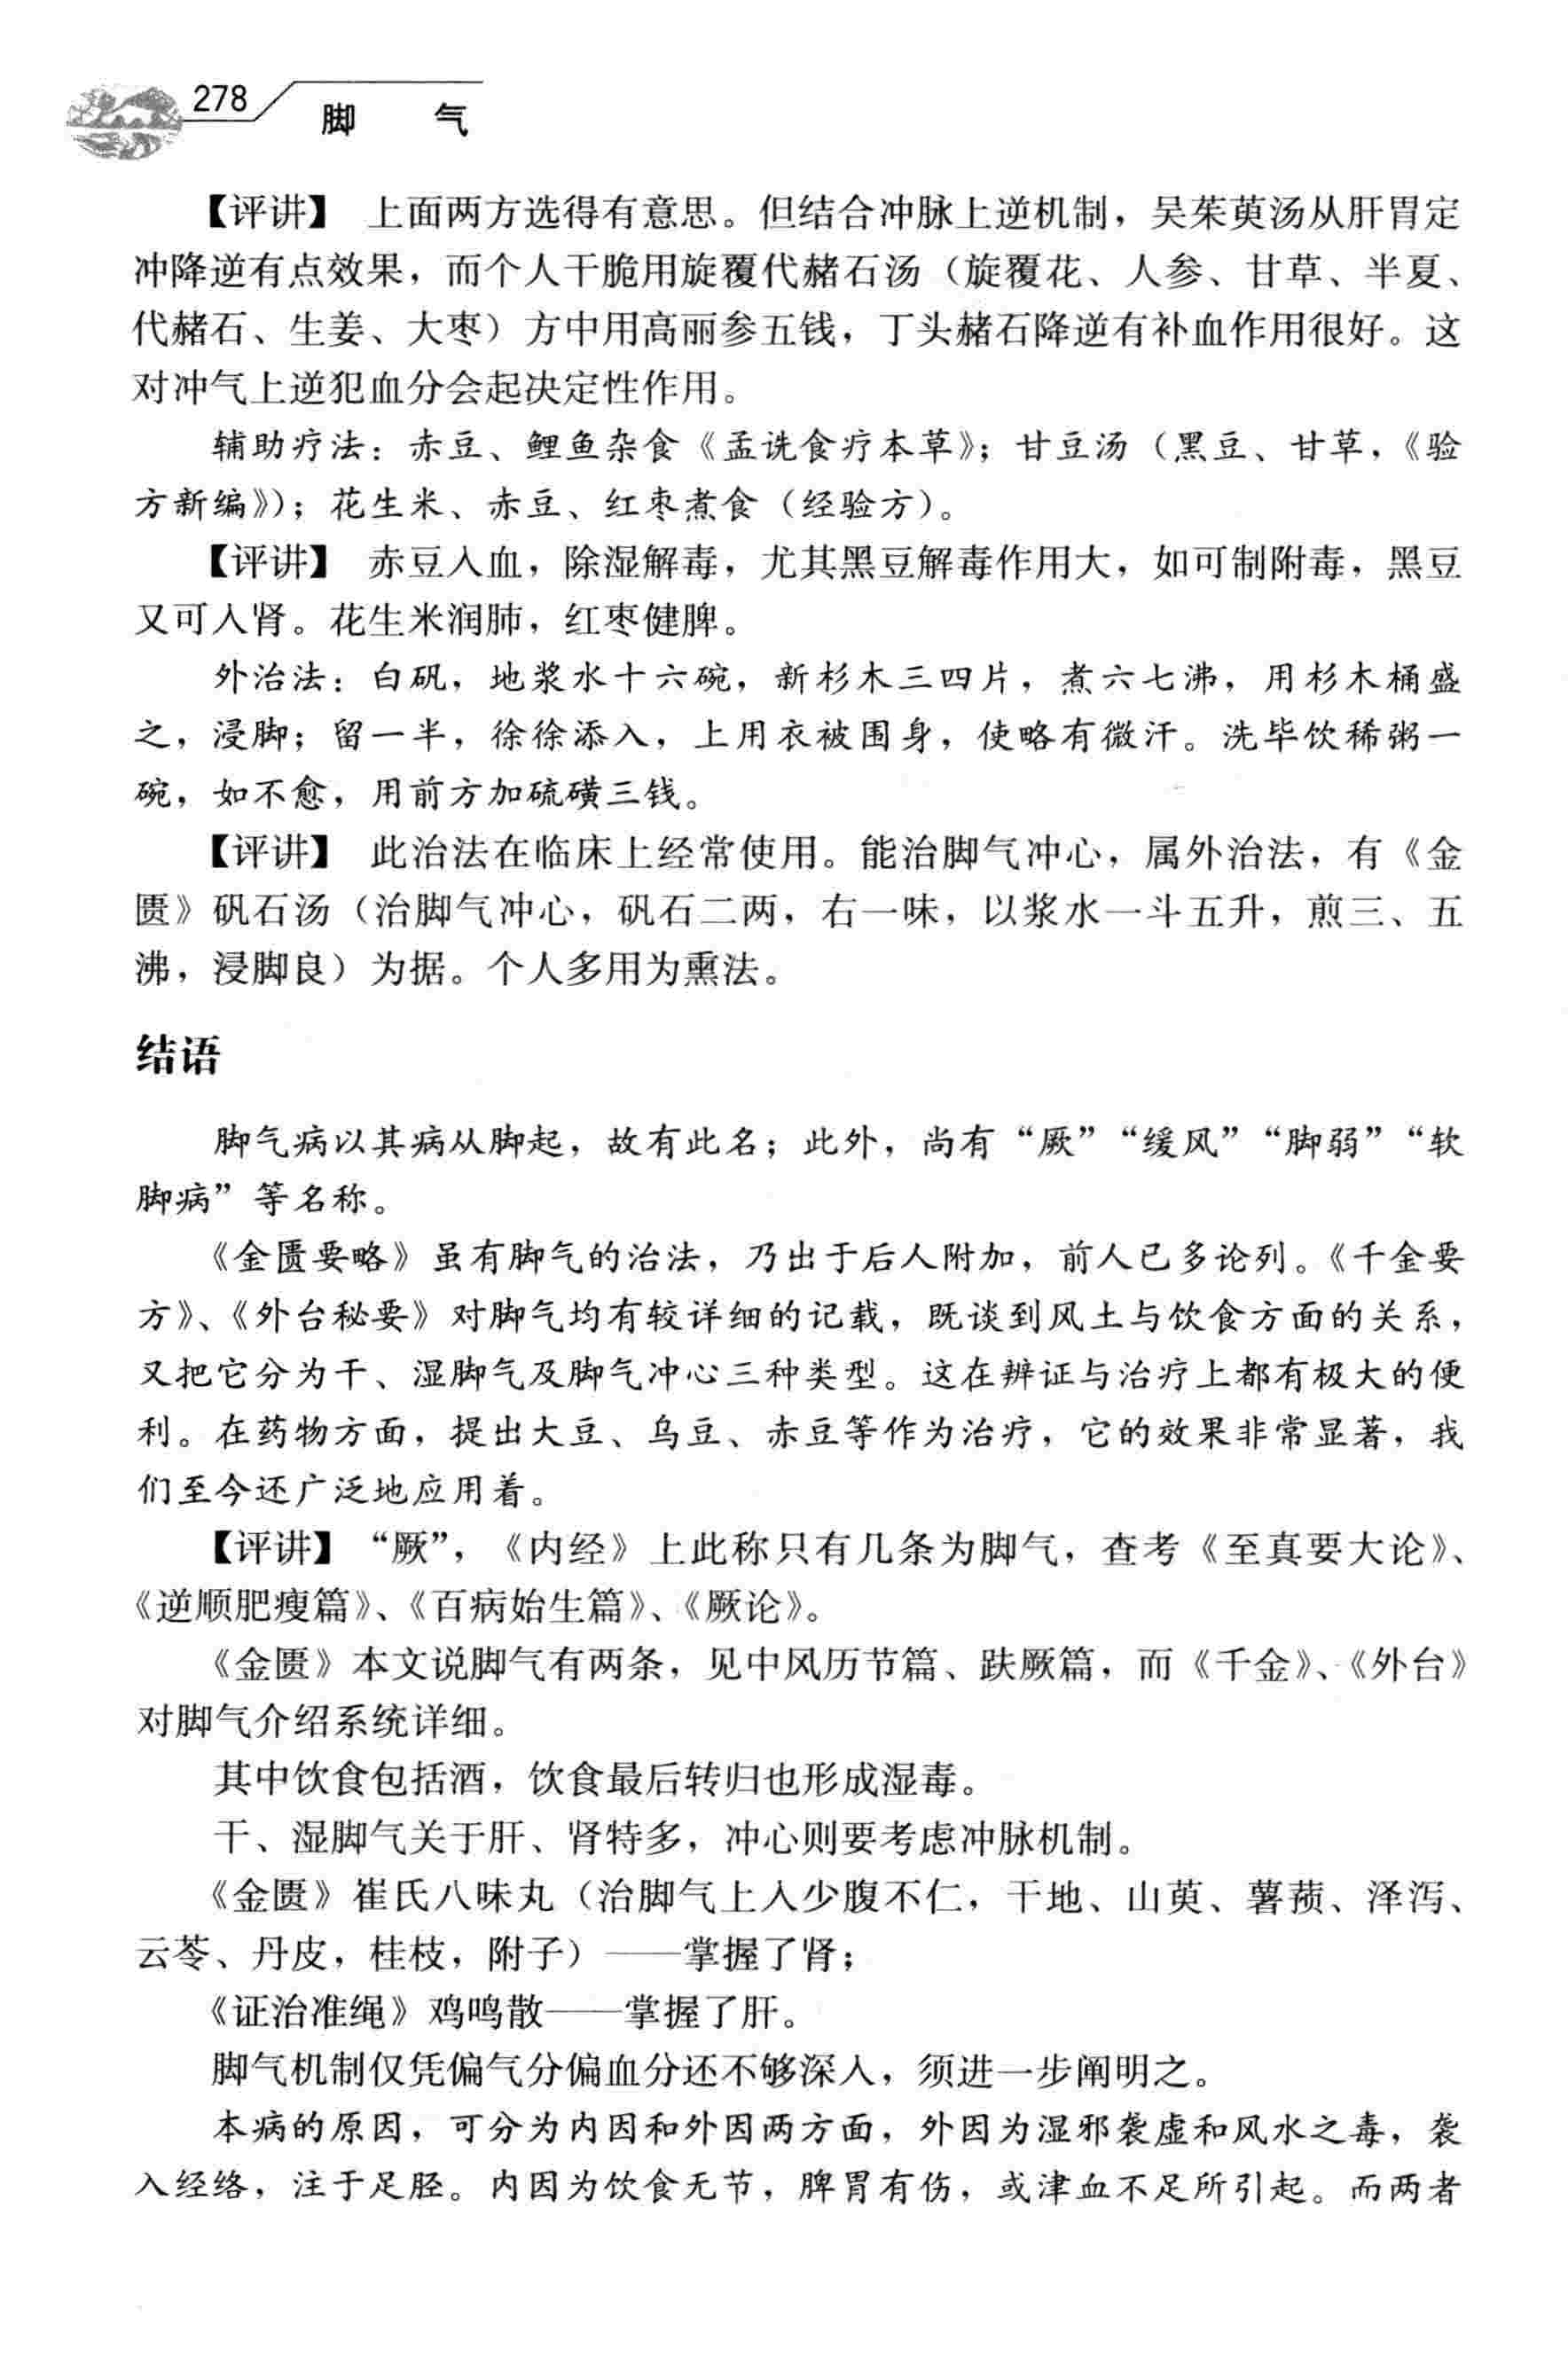 278
脚 气
【评讲】 上面两方选得有意思。但结合冲脉上逆机制，吴茱萸汤从肝胃定
冲降逆有点效果，而个人干脆用旋覆代赭石汤（旋覆花、人参、甘草、半夏、
代赭石、生姜、大枣）方中用高丽参五钱，丁头赭石降逆有补血作用很好。这
对冲气上逆犯血分会起决定性作用。
辅助疗法：赤豆、鲤鱼杂食《孟诜食疗本草》；甘豆汤（黑豆、甘草，《验
方新编》）；花生米、赤豆、红枣煮食（经验方）。
【评讲】 赤豆入血，除湿解毒，尤其黑豆解毒作用大，如可制附毒，黑豆
又可入肾。花生米润肺，红枣健脾。
外治法：白矾，地浆水十六碗，新杉木三四片，煮六七沸，用杉木桶盛
之，浸脚；留一半，徐徐添入，上用衣被围身，使略有微汗。洗毕饮稀粥一
碗，如不愈，用前方加硫磺三钱。
【评讲】 此治法在临床上经常使用。能治脚气冲心，属外治法，有《金
匮》矾石汤（治脚气冲心，矾石二两，右一味，以浆水一斗五升，煎三、五
沸，浸脚良）为据。个人多用为熏法。
结语
脚气病以其病从脚起，故有此名；此外，尚有“厥”“缓风”“脚弱”“软
脚病”等名称。
《金匮要略》虽有脚气的治法，乃出于后人附加，前人已多论列。《千金要
方》、《外台秘要》对脚气均有较详细的记载，既谈到风土与饮食方面的关系，
又把它分为干、湿脚气及脚气冲心三种类型。这在辨证与治疗上都有极大的便
利。在药物方面，提出大豆、乌豆、赤豆等作为治疗，它的效果非常显著，我
们至今还广泛地应用着。
【评讲】 “厥”，《内经》上此称只有几条为脚气，查考《至真要大论》、
《逆顺肥瘦篇》、《百病始生篇》、《厥论》。
《金匮》本文说脚气有两条，见中风历节篇、趺厥篇，而《千金》、《外台》
对脚气介绍系统详细。
其中饮食包括酒，饮食最后转归也形成湿毒。
干、湿脚气关于肝、肾特多，冲心则要考虑冲脉机制。
《金匮》崔氏八味丸（治脚气上入少腹不仁，干地、山萸、薯蓣、泽泻、
云苓、丹皮，桂枝，附子）——掌握了肾；
《证治准绳》鸡鸣散——掌握了肝。
脚气机制仅凭偏气分偏血分还不够深入，须进一步阐明之。
本病的原因，可分为内因和外因两方面，外因为湿邪袭虚和风水之毒，袭
入经络，注于足胫。内因为饮食无节，脾胃有伤，或津血不足所引起。而两者